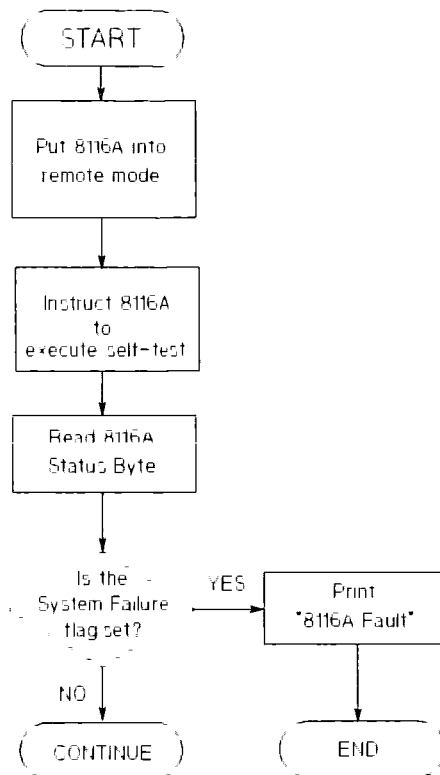 START
Put 8116A into
remote mode
Instruct 8116A
to
execute self-test
Read 8116A
Status Byte
Is the
System Failure
flag set?
YES
Print
"8116A Fault"
NO
CONTINUE
END